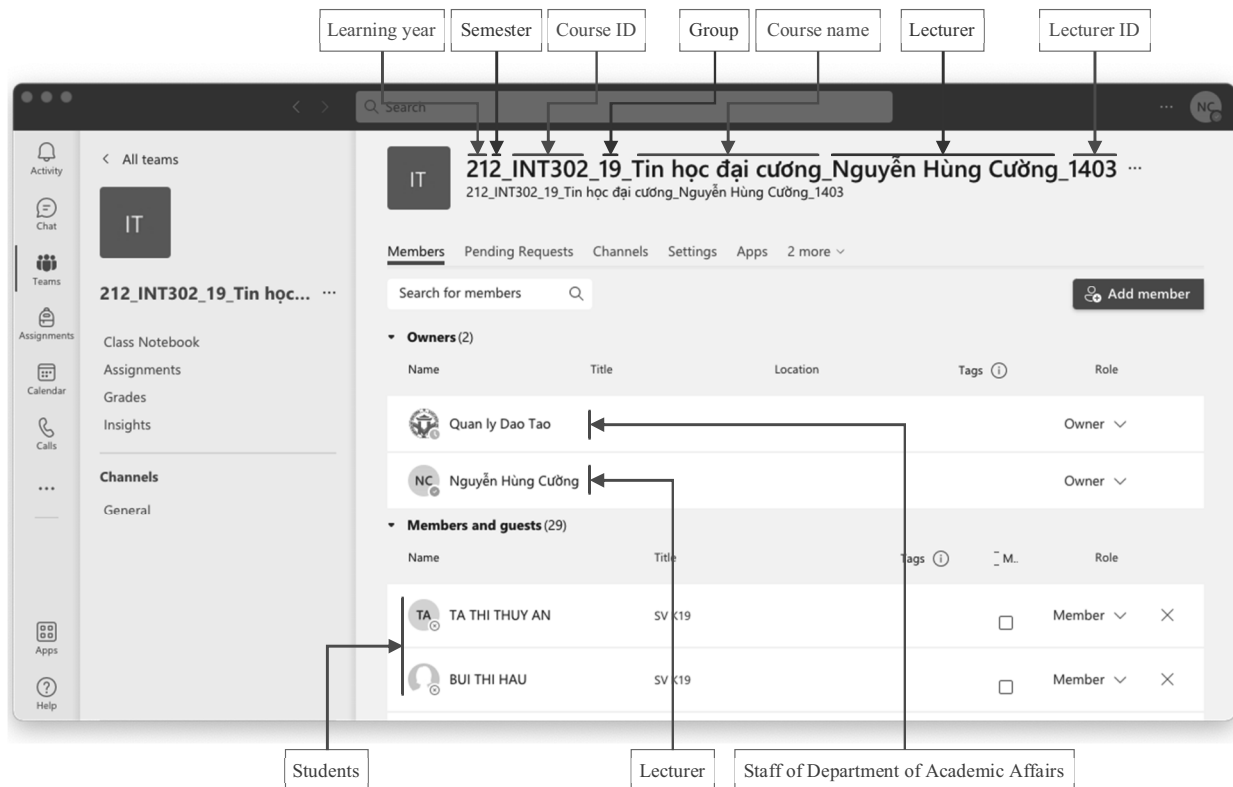 Learning year Semester Course ID Group Course name Lecturer Lecturer ID
Search
NC
Activity
Chat
Teams
Assignments
Calendar
Calls
Apps
Help
All teams
IT
212_INT302_19_Tin học... ...
Class Notebook
Assignments
Grades
Insights
Channels
General
IT
212_INT302_19_Tin học đại cương_Nguyễn Hùng Cường_1403 ...
212_INT302_19_Tin học đại cương_Nguyễn Hùng Cường_1403
Members Pending Requests Channels Settings Apps 2 more
Search for members Add member
Owners (2)
Name Title Location Tags Role
Quan ly Dao Tao Owner
NC Nguyễn Hùng Cường Owner
Members and guests (29)
Name Title Tags M.. Role
TA TA THI THUY AN SV K19 Member
BUI THI HAU SV K19 Member
Students Lecturer Staff of Department of Academic Affairs